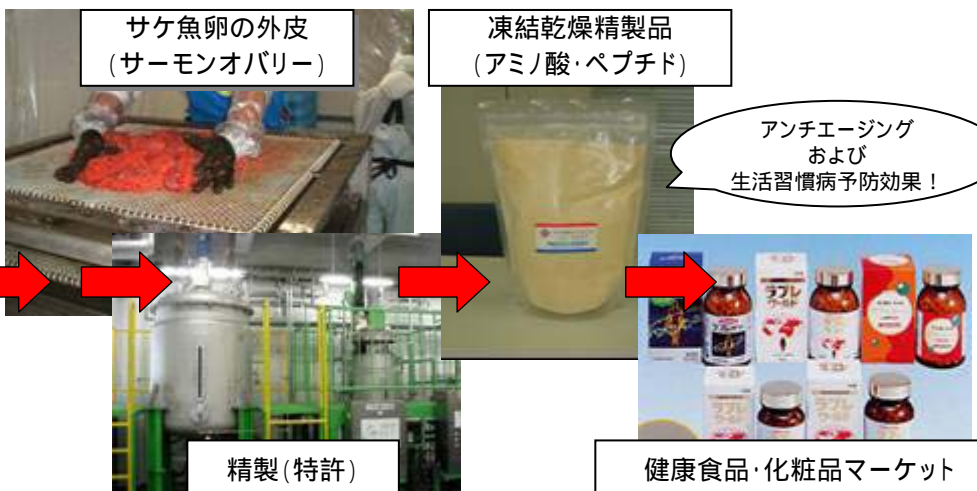 サケ魚卵の外皮
(サーモンオバリー)
凍結乾燥精製品
(アミノ酸・ペプチド)
アンチエージング
および
生活習慣病予防効果！
精製(特許)
ラブレ
健康食品・化粧品マーケット